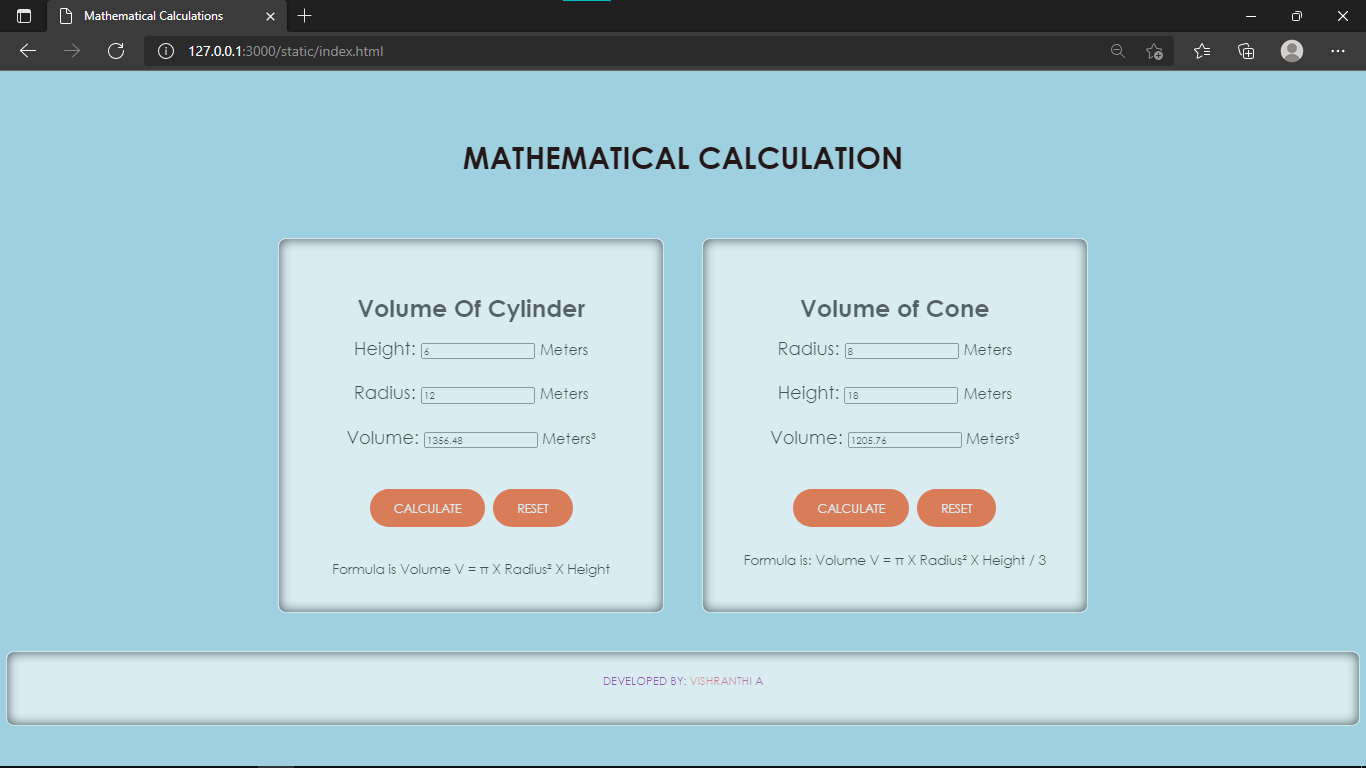 Mathematical Calculations
127.0.0.1:3000/static/index.html
MATHEMATICAL CALCULATION
Volume Of Cylinder
Height: 6 Meters
Radius: 12 Meters
Volume: 1356.48 Meters³
CALCULATE RESET
Formula is Volume V = π X Radius² X Height
Volume of Cone
Radius: 8 Meters
Height: 18 Meters
Volume: 1205.76 Meters³
CALCULATE RESET
Formula is: Volume V = π X Radius² X Height / 3
DEVELOPED BY: VISHRANTHI A